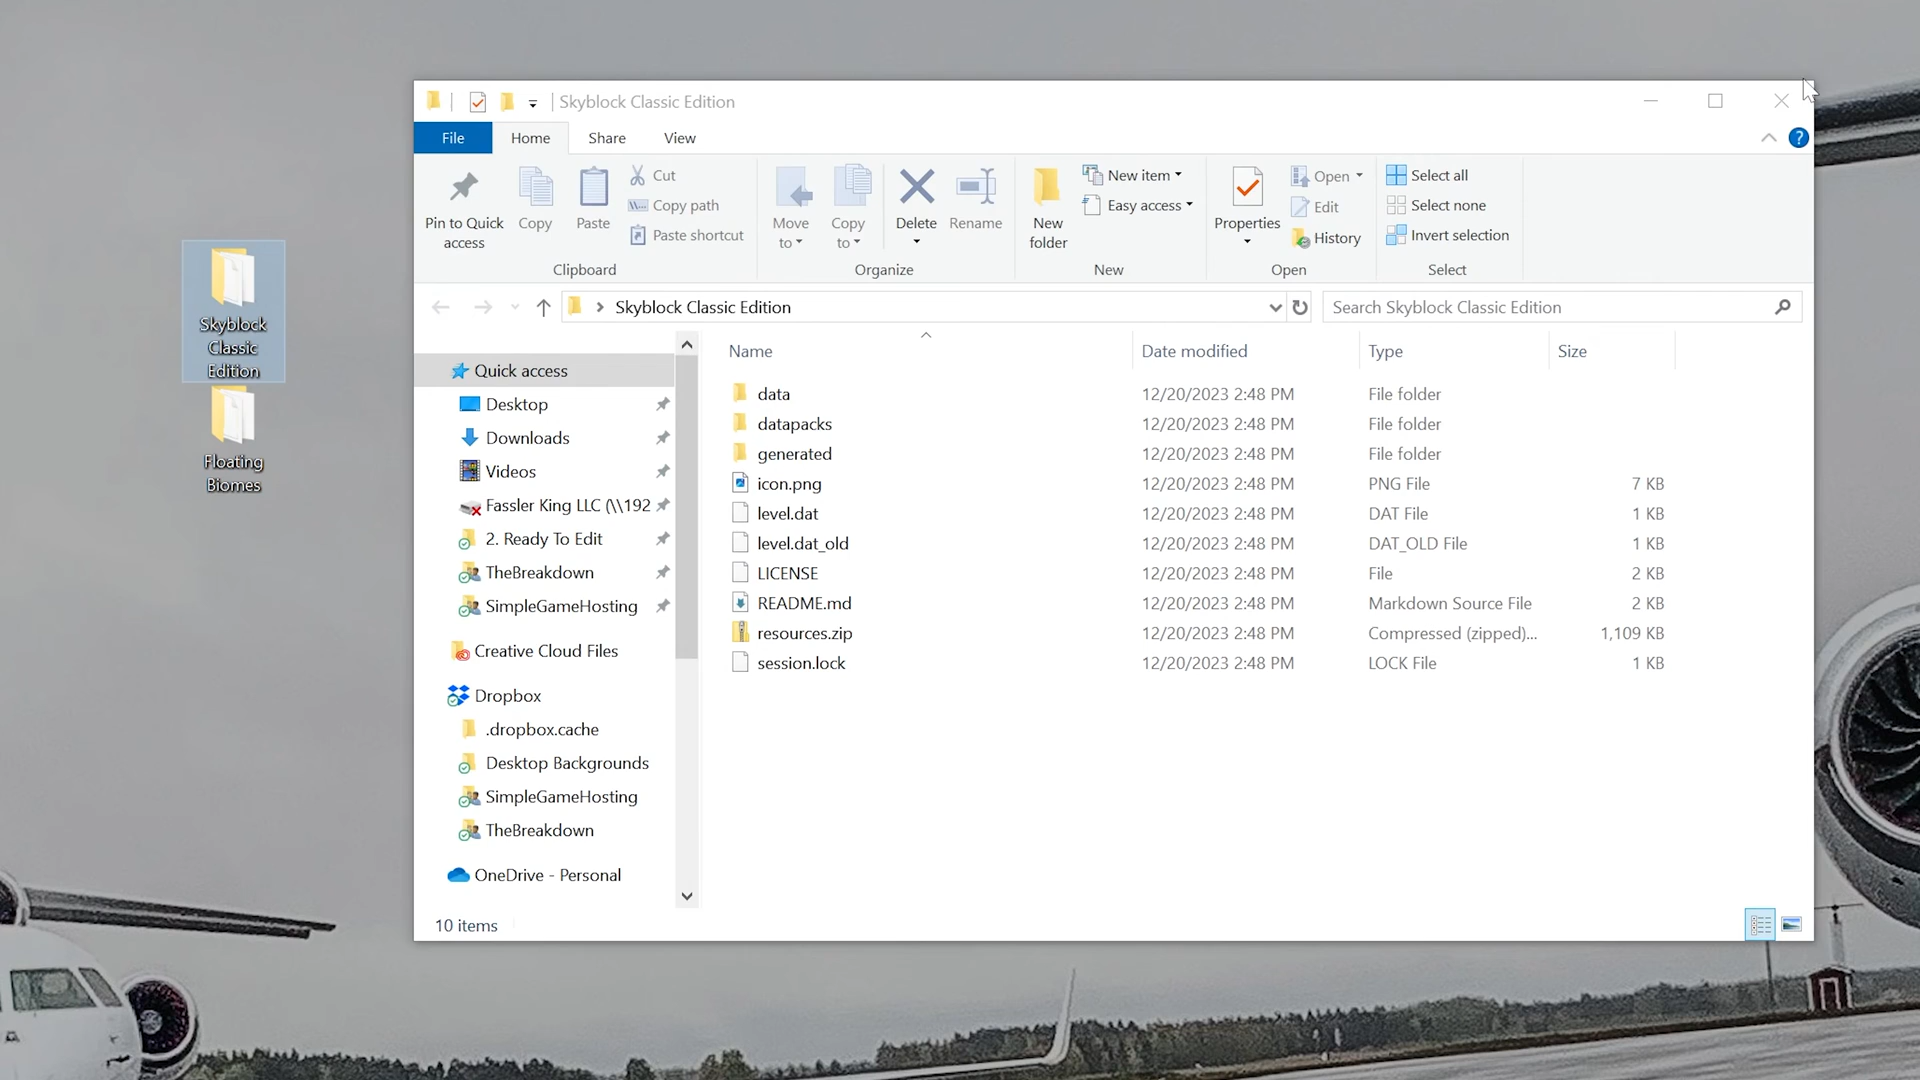 Skyblock Classic Edition
File
Home
Share
View
Pin to Quick
access
Copy
Paste
Cut
Copy path
Paste shortcut
Clipboard
Move
to
Copy
to
Delete
Rename
Organize
New
folder
New item
Easy access
New
Properties
Open
Edit
History
Open
Select all
Select none
Invert selection
Select
Skyblock Classic Edition
Search Skyblock Classic Edition
Skyblock
Classic
Edition
Floating
Biomes
Quick access
Desktop
Downloads
Videos
Fassler King LLC (\\192
2. Ready To Edit
TheBreakdown
SimpleGameHosting
Creative Cloud Files
Dropbox
.dropbox.cache
Desktop Backgrounds
SimpleGameHosting
TheBreakdown
OneDrive - Personal
Name Date modified Type Size
data 12/20/2023 2:48 PM File folder
datapacks 12/20/2023 2:48 PM File folder
generated 12/20/2023 2:48 PM File folder
icon.png 12/20/2023 2:48 PM PNG File 7 KB
level.dat 12/20/2023 2:48 PM DAT File 1 KB
level.dat_old 12/20/2023 2:48 PM DAT_OLD File 1 KB
LICENSE 12/20/2023 2:48 PM File 2 KB
README.md 12/20/2023 2:48 PM Markdown Source File 2 KB
resources.zip 12/20/2023 2:48 PM Compressed (zipped)... 1,109 KB
session.lock 12/20/2023 2:48 PM LOCK File 1 KB
10 items